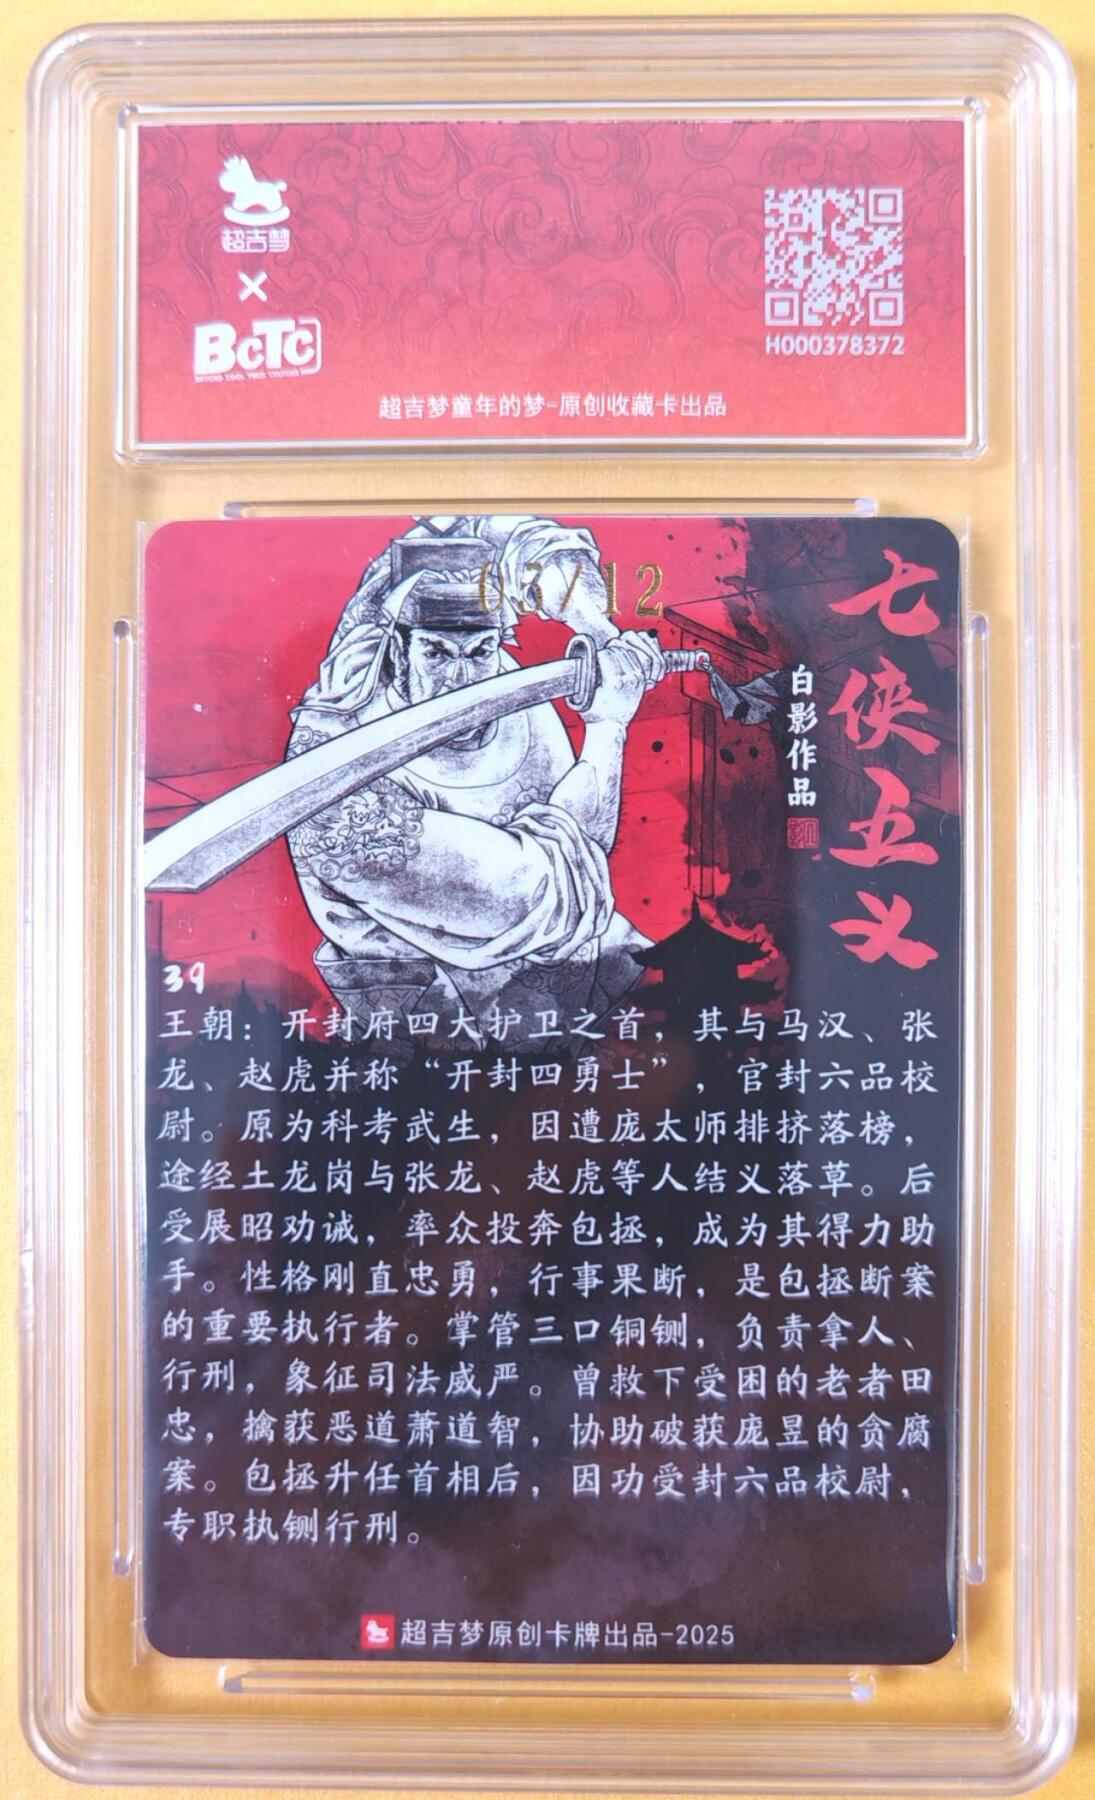 超吉梦
×
BCTC
BEYOND COOL TRUE CULTURE
H000378372
超吉梦童年的梦-原创收藏卡出品
03/12
七侠五义
白影作品
39
王朝：开封府四大护卫之首，其与马汉、张
龙、赵虎并称“开封四勇士”，官封六品校
尉。原为科考武生，因遭庞太师排挤落榜，
途经土龙岗与张龙、赵虎等人结义落草。后
受展昭劝诫，率众投奔包拯，成为其得力助
手。性格刚直忠勇，行事果断，是包拯断案
的重要执行者。掌管三口铜铡，负责拿人、
行刑，象征司法威严。曾救下受困的老者田
忠，擒获恶道萧道智，协助破获庞昱的贪腐
案。包拯升任首相后，因功受封六品校尉，
专职执铡行刑。
超吉梦原创卡牌出品-2025